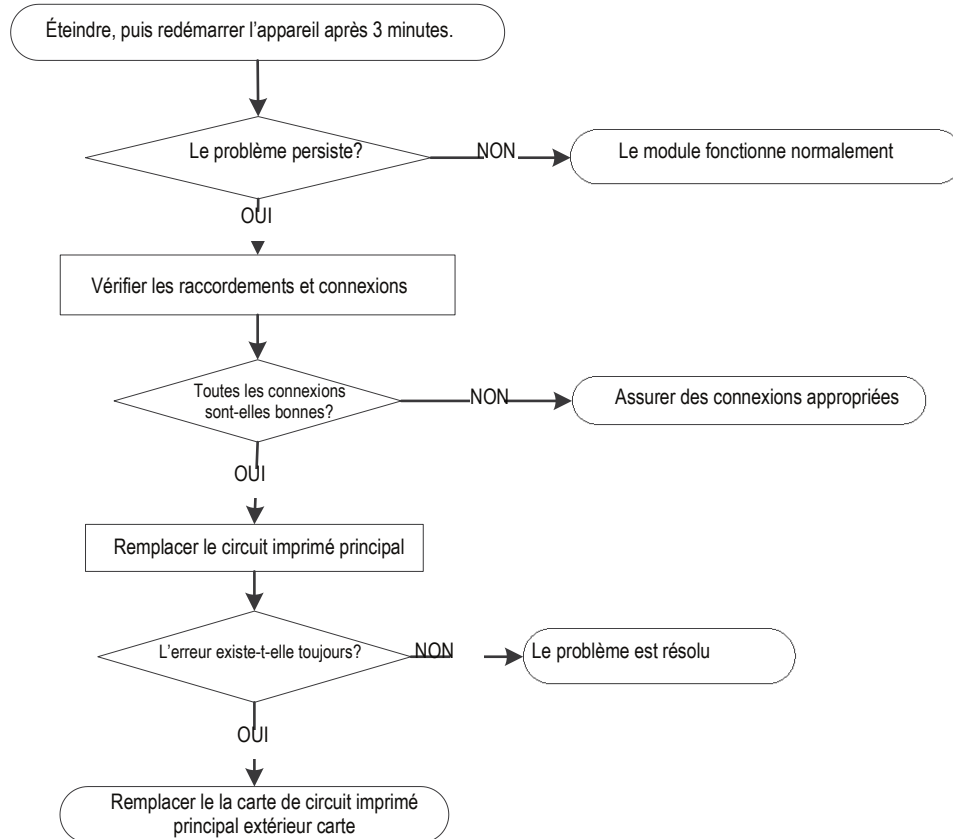 Éteindre, puis redémarrer l'appareil après 3 minutes.
Le problème persiste?
NON
Le module fonctionne normalement
OUI
Vérifier les raccordements et connexions
Toutes les connexions
sont-elles bonnes?
NON
Assurer des connexions appropriées
OUI
Remplacer le circuit imprimé principal
L'erreur existe-t-elle toujours?
NON
Le problème est résolu
OUI
Remplacer le la carte de circuit imprimé
principal extérieur carte